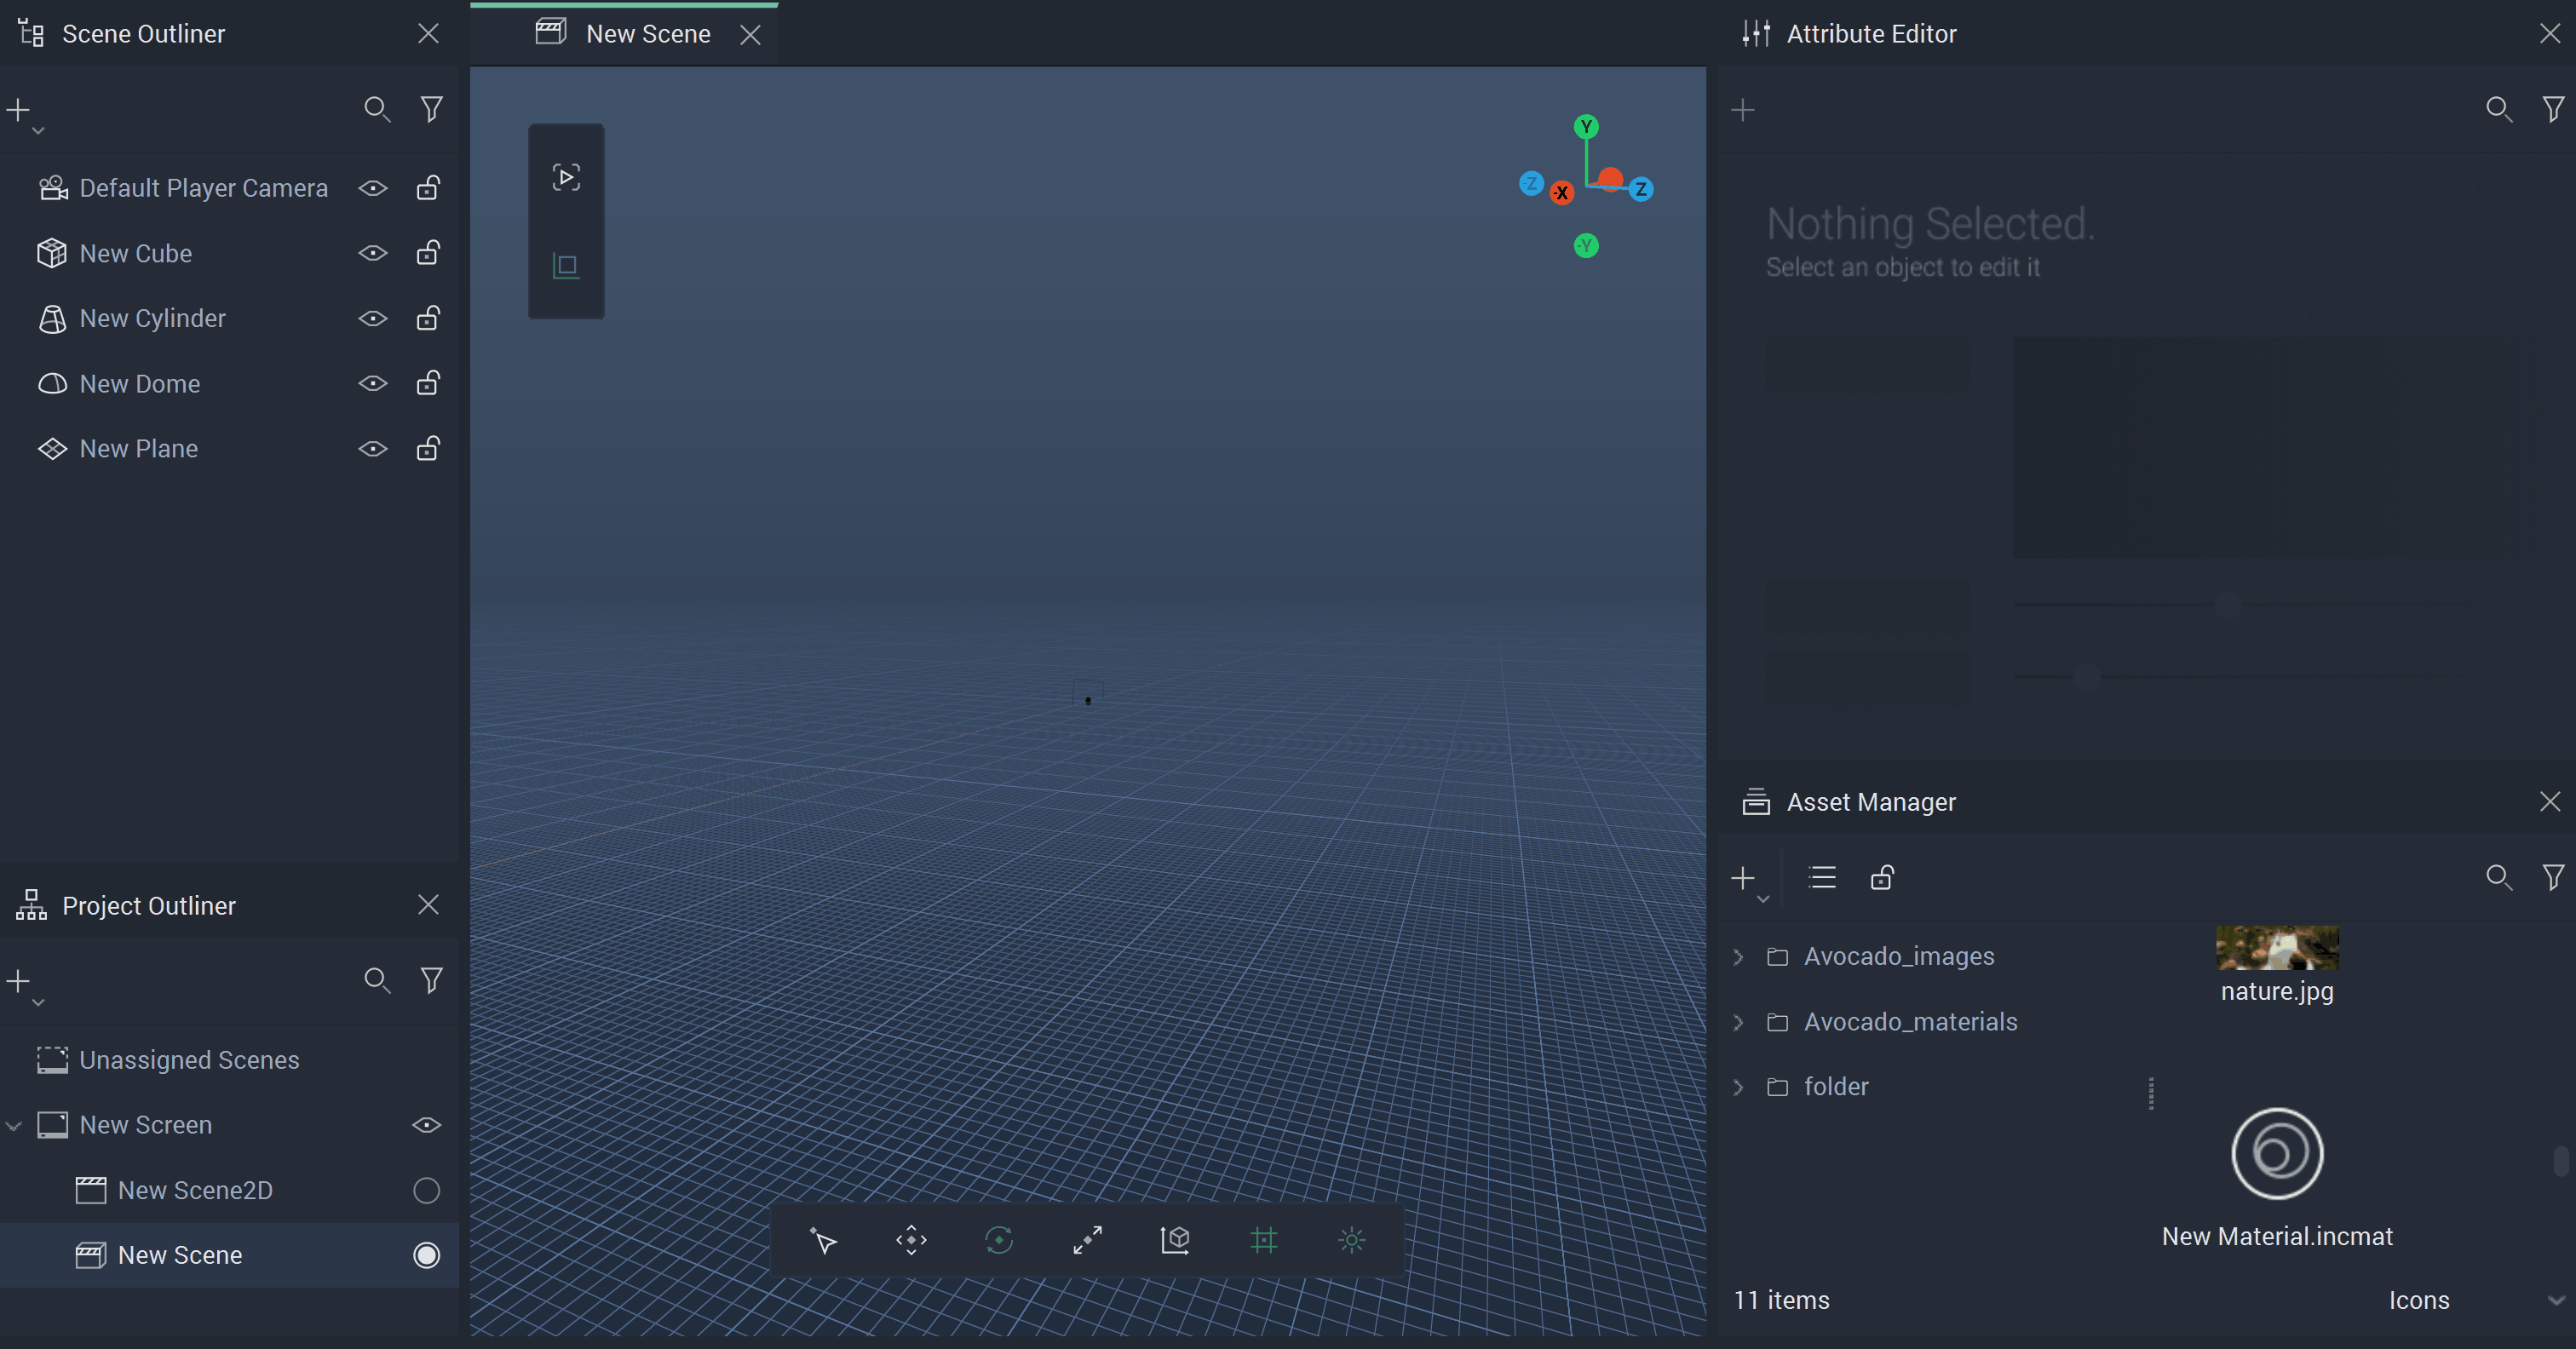 Scene Outliner
Default Player Camera
New Cube
New Cylinder
New Dome
New Plane
Project Outliner
Unassigned Scenes
New Screen
New Scene2D
New Scene
New Scene
Y
-Z
-X
Z
-Y
Attribute Editor
Nothing Selected.
Select an object to edit it
Asset Manager
Avocado_images
Avocado_materials
folder
nature.jpg
New Material.incmat
11 items
Icons